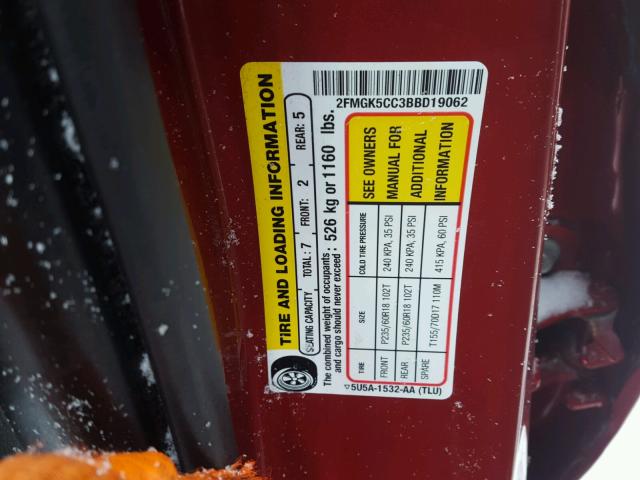 2FMGK5CC3BBD19062
TIRE AND LOADING INFORMATION
SEATING CAPACITY TOTAL: 7 FRONT: 2 REAR: 5
The combined weight of occupants
and cargo should never exceed: 526 kg or 1160 lbs.
TIRE SIZE COLD TIRE PRESSURE
FRONT P235/60R18 102T 240 KPA, 35 PSI
REAR P235/60R18 102T 240 KPA, 35 PSI
SPARE T155/70D17 110M 415 KPA, 60 PSI
SEE OWNERS
MANUAL FOR
ADDITIONAL
INFORMATION
▽5U5A-1532-AA (TLU)